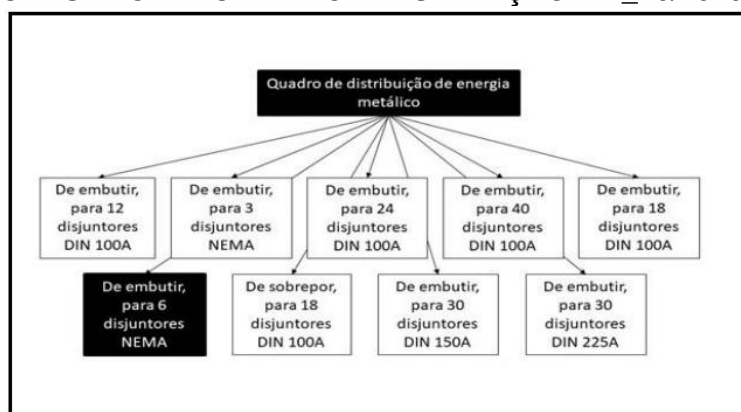 Quadro de distribuição de energia
metálico
De embutir,
para 12
disjuntores
DIN 100A
De embutir,
para 3
disjuntores
NEMA
De embutir,
para 24
disjuntores
DIN 100A
De embutir,
para 40
disjuntores
DIN 100A
De embutir,
para 18
disjuntores
DIN 100A
De embutir,
para 6
disjuntores
NEMA
De sobrepor,
para 18
disjuntores
DIN 100A
De embutir,
para 30
disjuntores
DIN 150A
De embutir,
para 30
disjuntores
DIN 225A